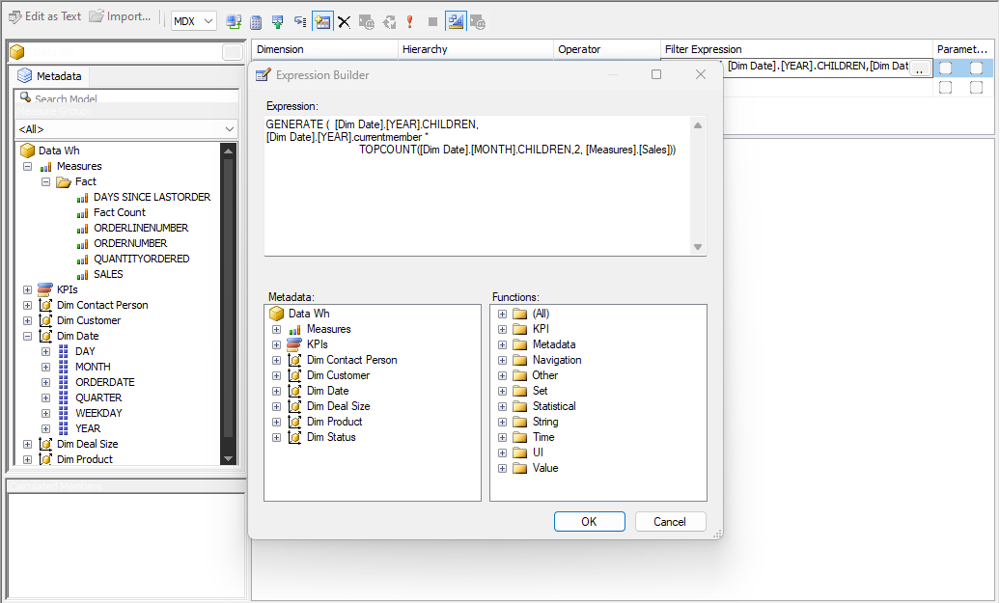 Edit as Text Import... MDX
Dimension Hierarchy Operator Filter Expression Paramet...
[Dim Date].[YEAR].CHILDREN,[Dim Dat ..
Metadata
Search Model
Measure Group:
<All>
Data Wh
Measures
Fact
DAYS SINCE LASTORDER
Fact Count
ORDERLINENUMBER
ORDERNUMBER
QUANTITYORDERED
SALES
KPIs
Dim Contact Person
Dim Customer
Dim Date
DAY
MONTH
ORDERDATE
QUARTER
WEEKDAY
YEAR
Dim Deal Size
Dim Product
Calculated Members
Expression Builder
Expression:
GENERATE ( [Dim Date].[YEAR].CHILDREN,
[Dim Date].[YEAR].currentmember *
TOPCOUNT([Dim Date].[MONTH].CHILDREN,2, [Measures].[Sales]))
Metadata:
Data Wh
Measures
KPIs
Dim Contact Person
Dim Customer
Dim Date
Dim Deal Size
Dim Product
Dim Status
Functions:
(All)
KPI
Metadata
Navigation
Other
Set
Statistical
String
Time
UI
Value
OK Cancel